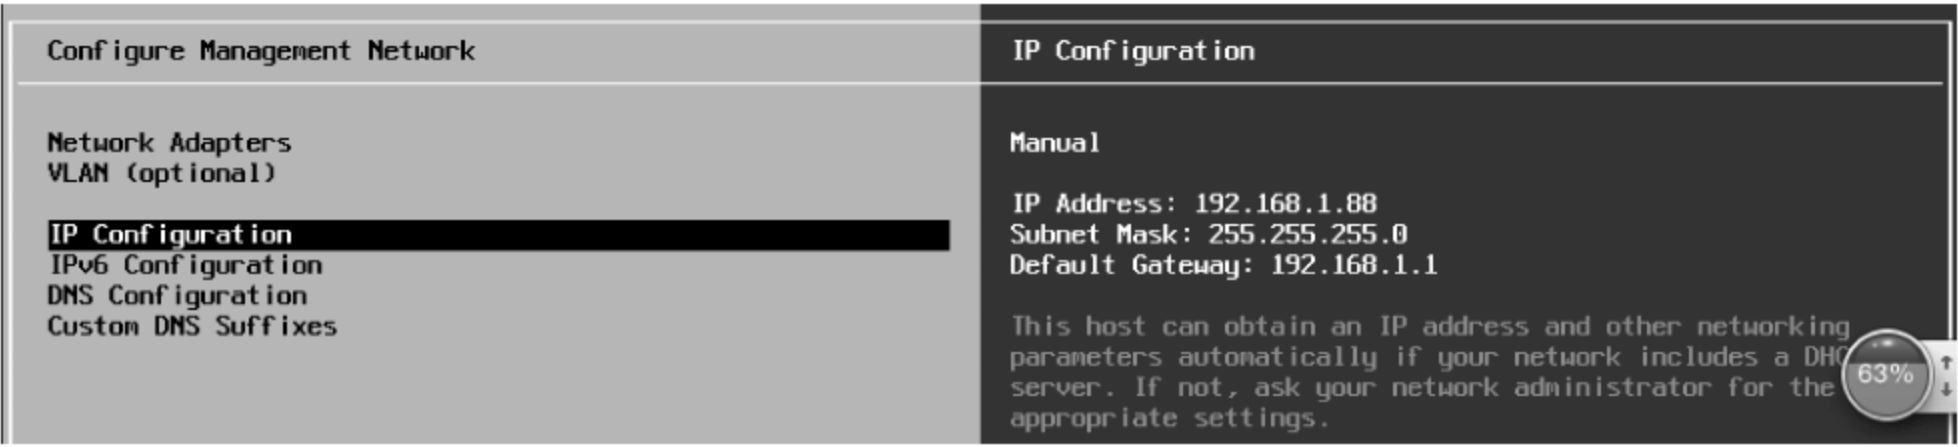 Configure Management Network
Network Adapters
VLAN (optional)
IP Configuration
IPv6 Configuration
DNS Configuration
Custom DNS Suffixes
IP Configuration
Manual
IP Address: 192.168.1.88
Subnet Mask: 255.255.255.0
Default Gateway: 192.168.1.1
This host can obtain an IP address and other networking
parameters automatically if your network includes a
server. If not, ask your network administrator for the
appropriate settings.
63%